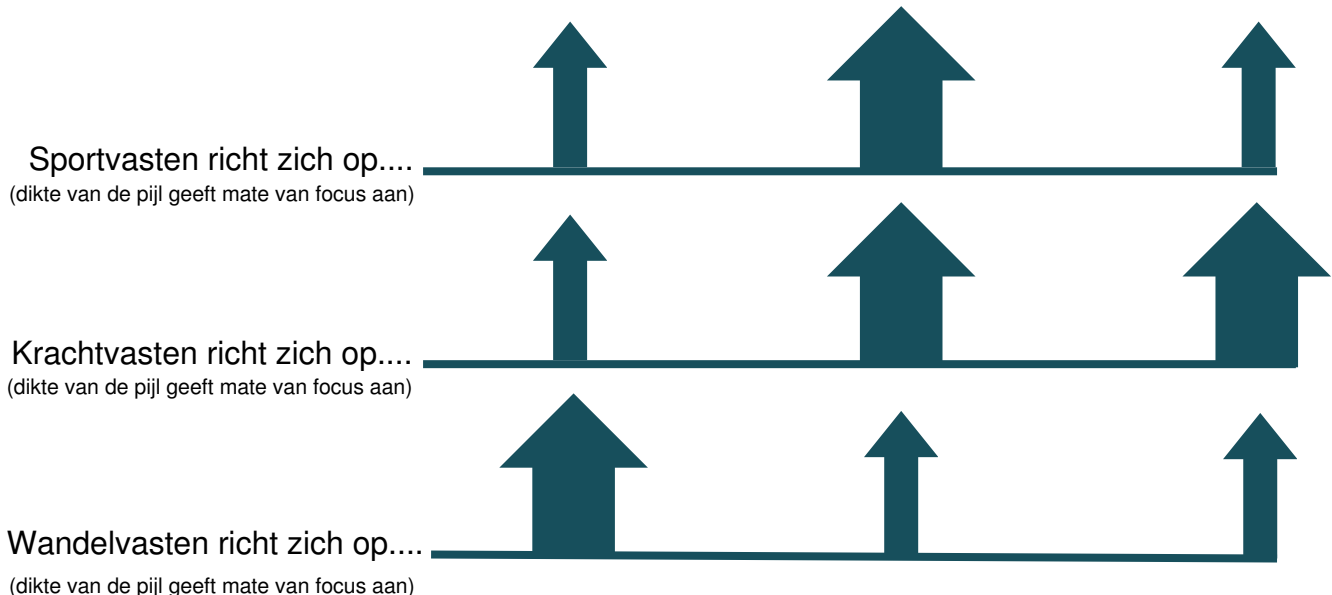 Sportvasten richt zich op....
(dikte van de pijl geeft mate van focus aan)
Krachtvasten richt zich op....
(dikte van de pijl geeft mate van focus aan)
Wandelvasten richt zich op....
(dikte van de pijl geeft mate van focus aan)